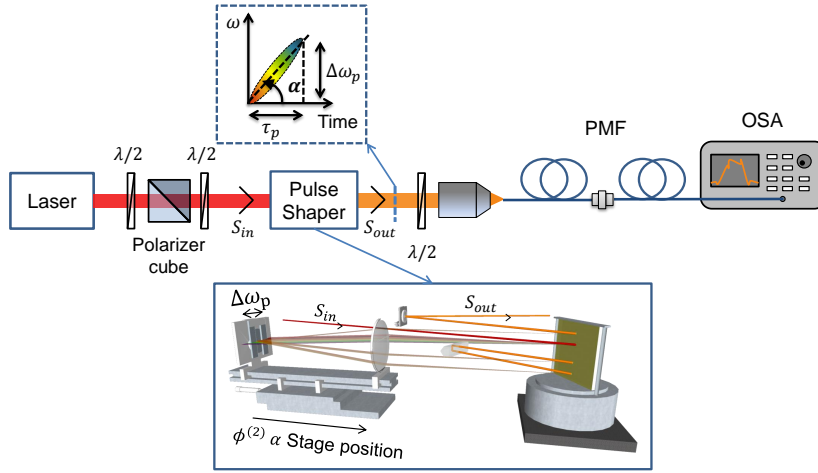 ω
α
Δω_p
τ_p
Time
PMF
OSA
λ/2
λ/2
Laser
Pulse
Shaper
S_in
S_out
λ/2
Polarizer
cube
Δω_p
S_in
S_out
ϕ^(2) α Stage position